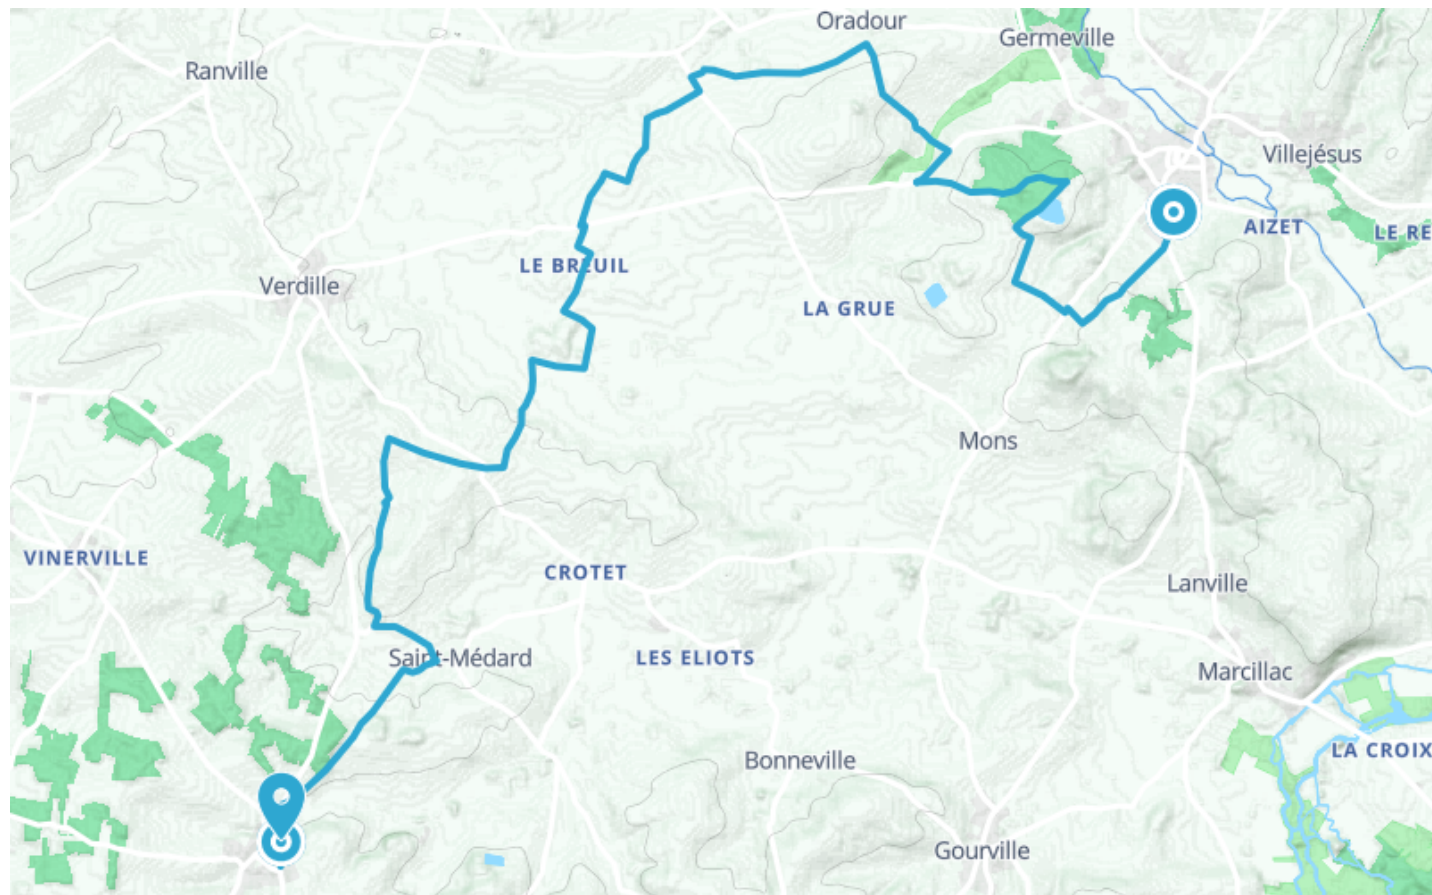 Oradour
Germeville
Ranville
Villejésus
AIZET
LE RE
LE BREUIL
Verdille
LA GRUE
Mons
VINERVILLE
CROTET
Lanville
Saint-Médard
LES ELIOTS
Marcillac
LA CROIX
Bonneville
Gourville